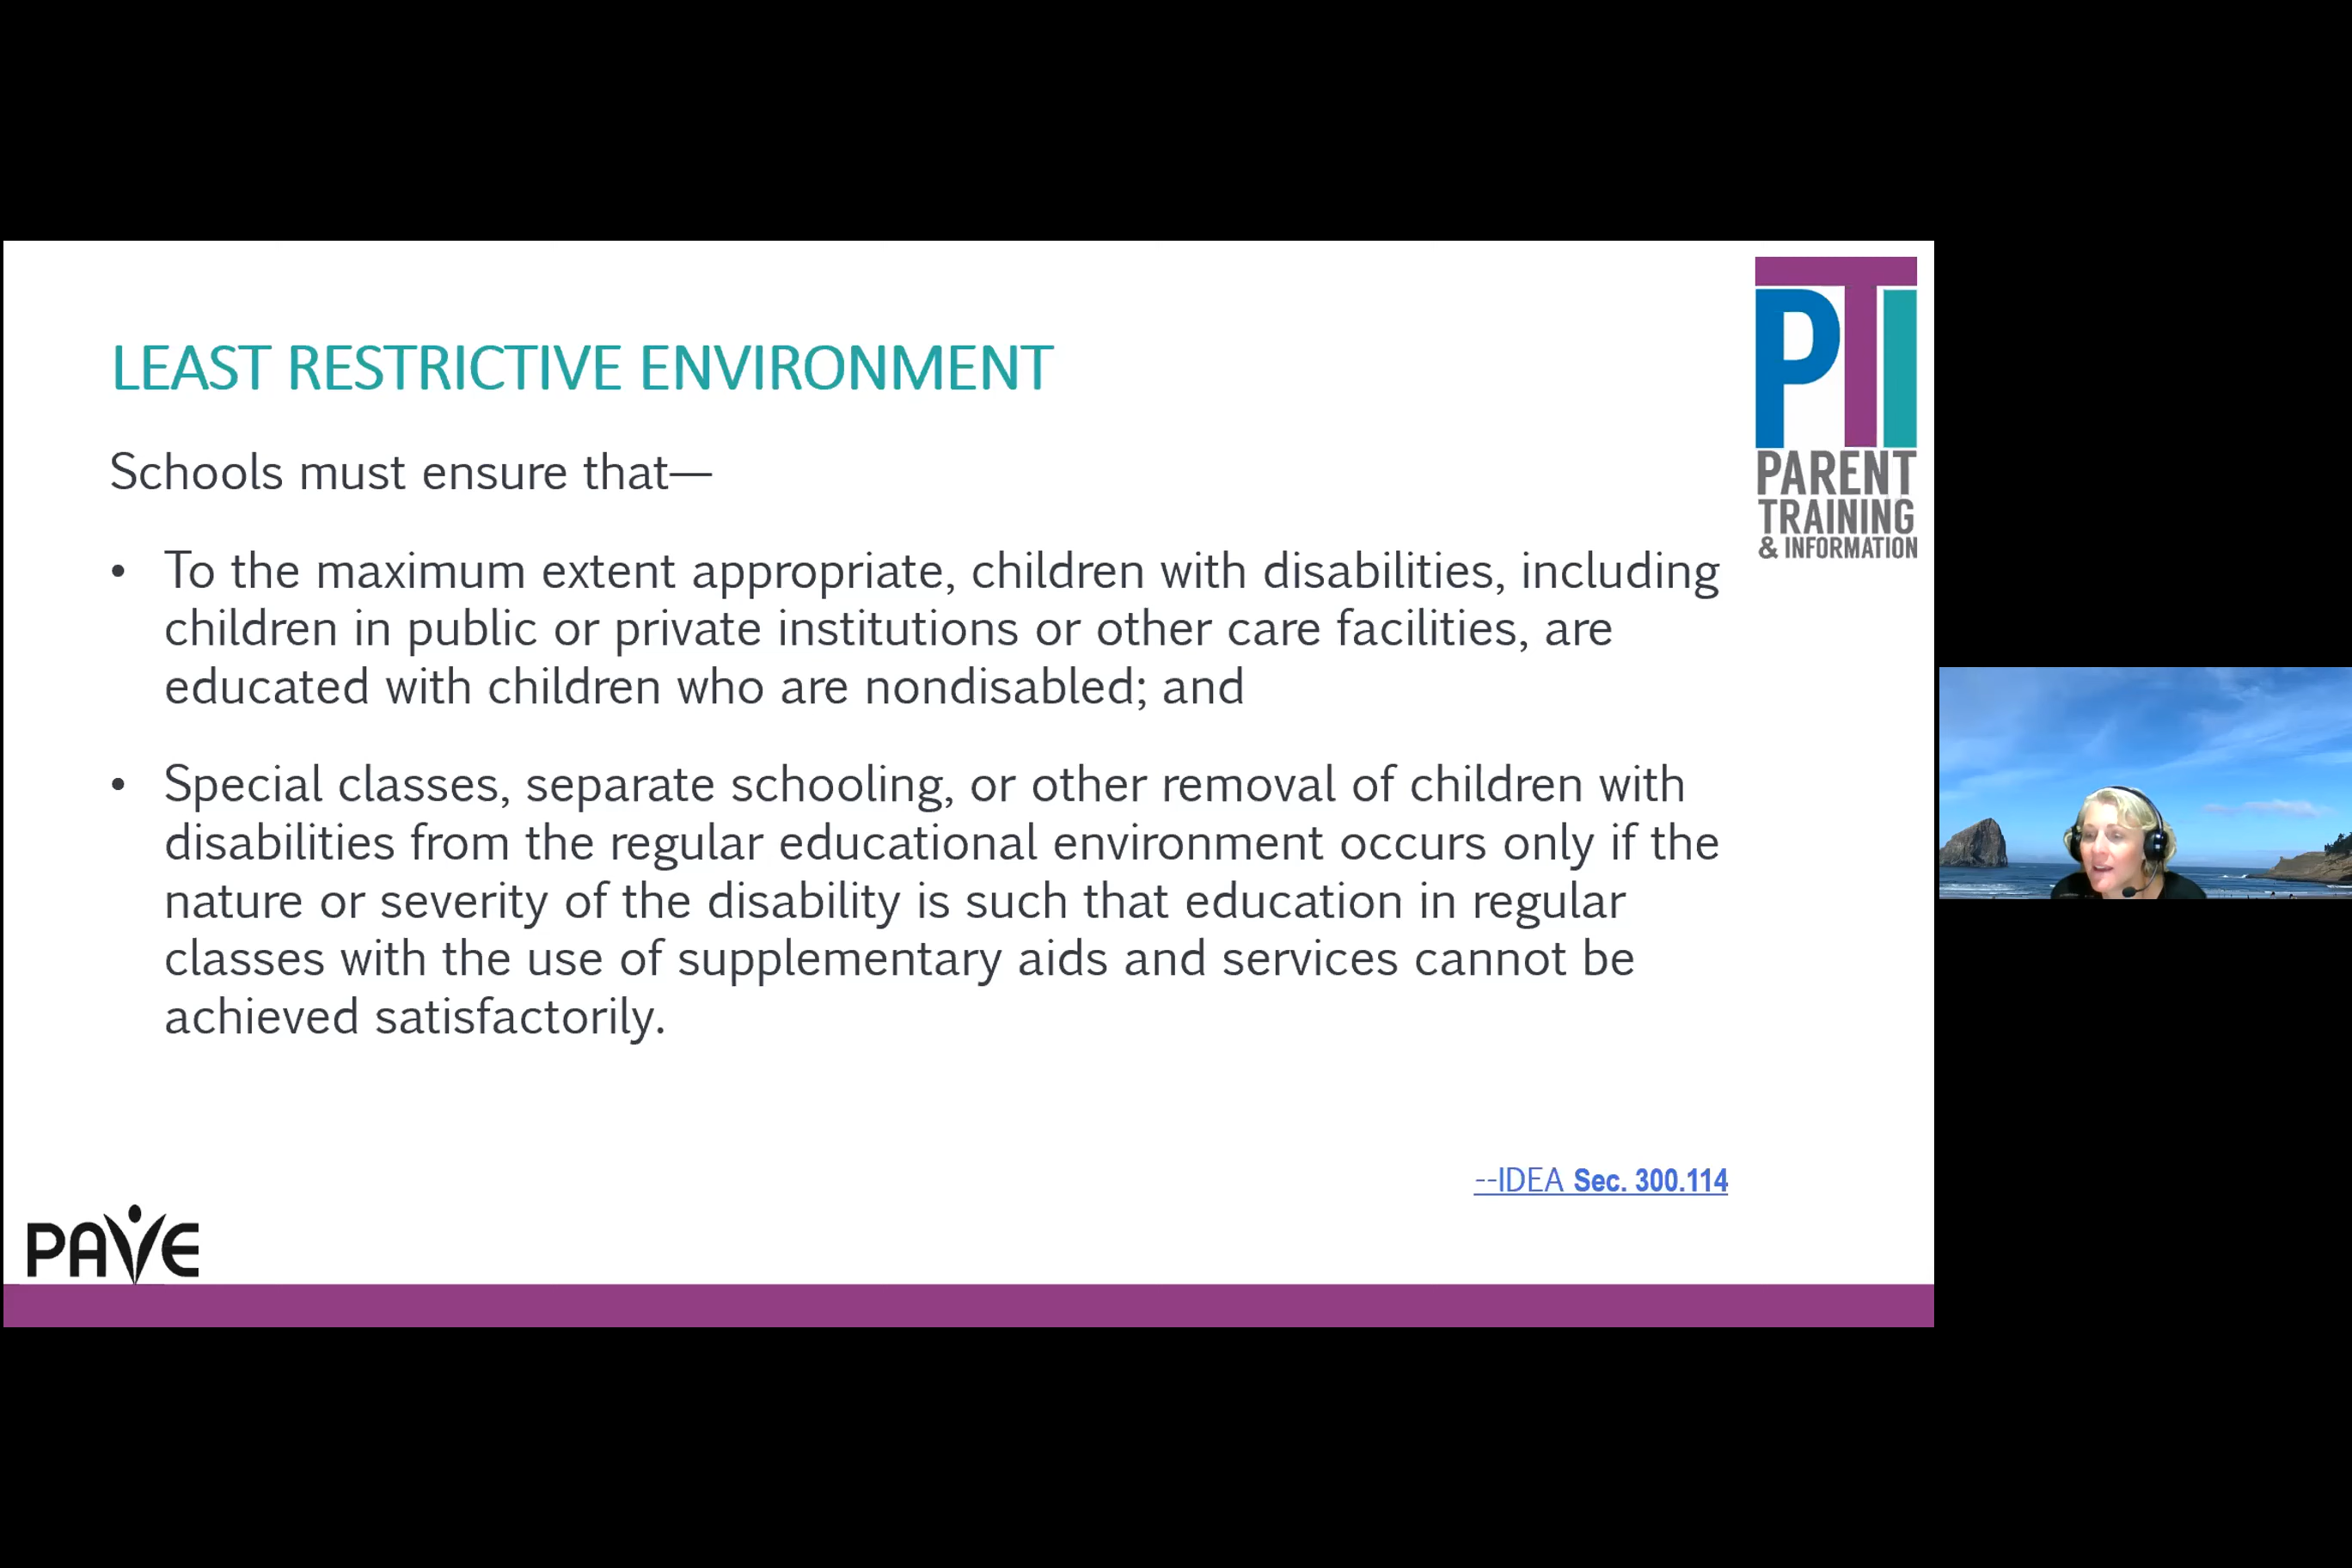 LEAST RESTRICTIVE ENVIRONMENT
Schools must ensure that—
• To the maximum extent appropriate, children with disabilities, including
children in public or private institutions or other care facilities, are
educated with children who are nondisabled; and
• Special classes, separate schooling, or other removal of children with
disabilities from the regular educational environment occurs only if the
nature or severity of the disability is such that education in regular
classes with the use of supplementary aids and services cannot be
achieved satisfactorily.
--IDEA Sec. 300.114
PTI
PARENT
TRAINING
& INFORMATION
PAVE